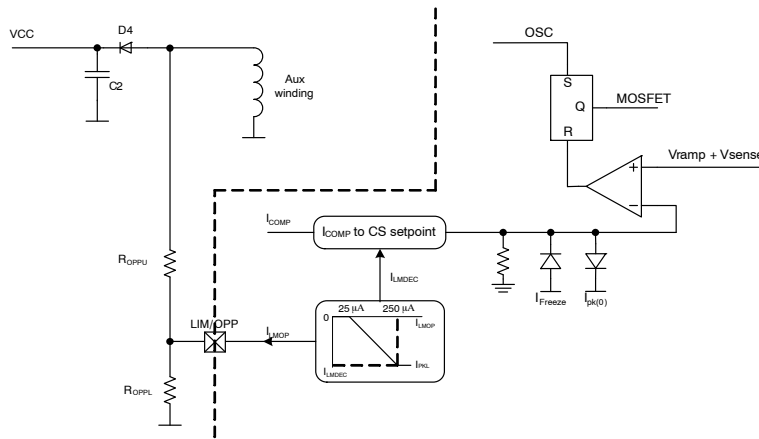 VCC
D4
C2
Aux
winding
OSC
S
Q
R
MOSFET
+
Vramp + Vsense
−
ICOMP
ICOMP to CS setpoint
ILMDEC
IFreeze
Ipk(0)
ROPPU
LIM/OPP
ILMOP
25 µA 250 µA
0
ILMOP
IPKL
ILMDEC
ROPPL